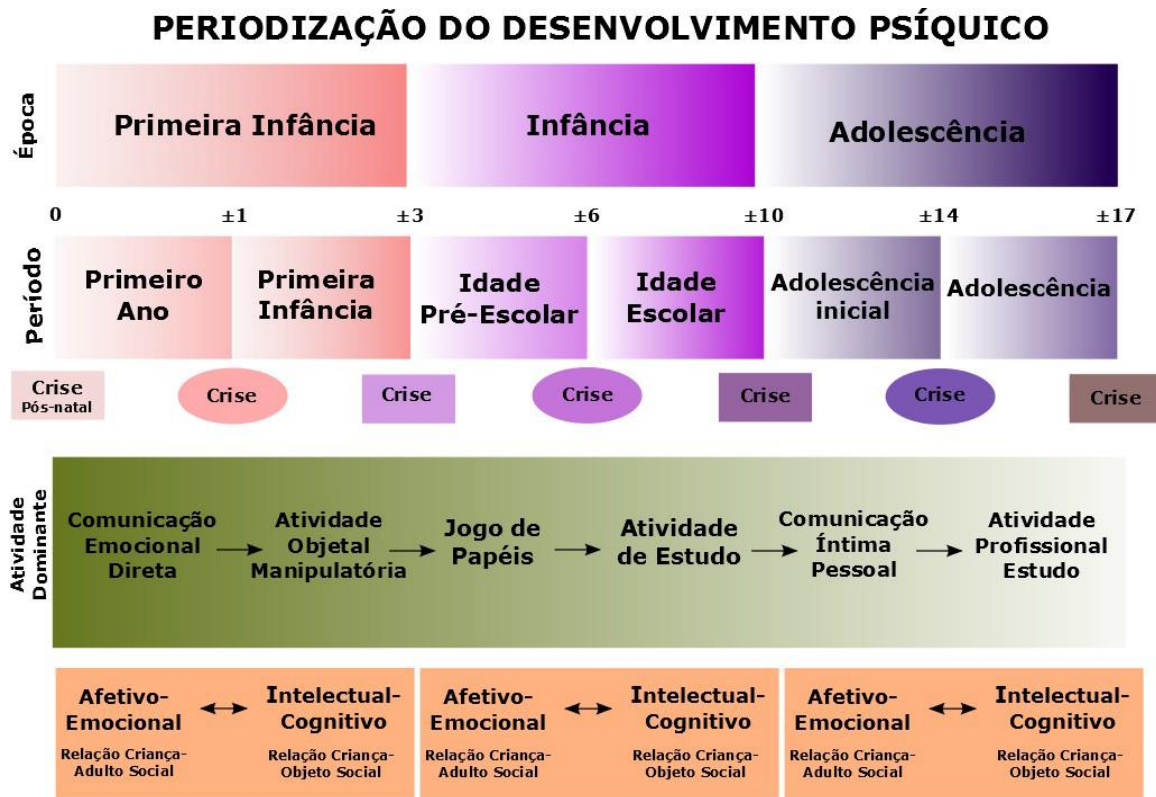 PERIODIZAÇÃO DO DESENVOLVIMENTO PSÍQUICO
Época
Primeira Infância
Infância
Adolescência
0 ±1 ±3 ±6 ±10 ±14 ±17
Período
Primeiro
Ano
Primeira
Infância
Idade
Pré-Escolar
Idade
Escolar
Adolescência
inicial
Adolescência
Crise
Pós-natal
Crise
Crise
Crise
Crise
Crise
Crise
Atividade
Dominante
Comunicação
Emocional
Direta
Atividade
Objetal
Manipulatória
Jogo de
Papéis
Atividade
de Estudo
Comunicação
Íntima
Pessoal
Atividade
Profissional
Estudo
Afetivo-
Emocional
Relação Criança-
Adulto Social
Intelectual-
Cognitivo
Relação Criança-
Objeto Social
Afetivo-
Emocional
Relação Criança-
Adulto Social
Intelectual-
Cognitivo
Relação Criança-
Objeto Social
Afetivo-
Emocional
Relação Criança-
Adulto Social
Intelectual-
Cognitivo
Relação Criança-
Objeto Social